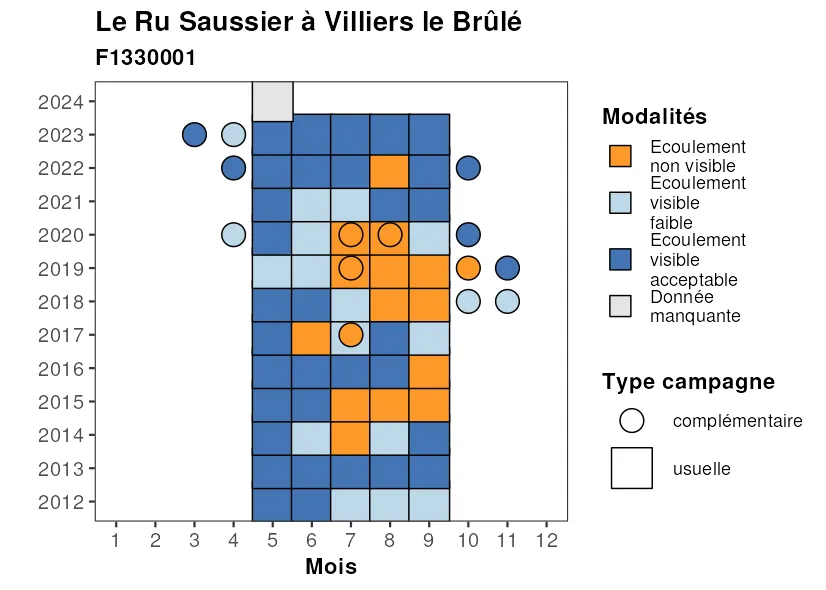 Le Ru Saussier à Villiers le Brûlé
F1330001
2024
2023
2022
2021
2020
2019
2018
2017
2016
2015
2014
2013
2012
1 2 3 4 5 6 7 8 9 10 11 12
Mois
Modalités
Ecoulement
non visible
Ecoulement
visible
faible
Ecoulement
visible
acceptable
Donnée
manquante
Type campagne
complémentaire
usuelle